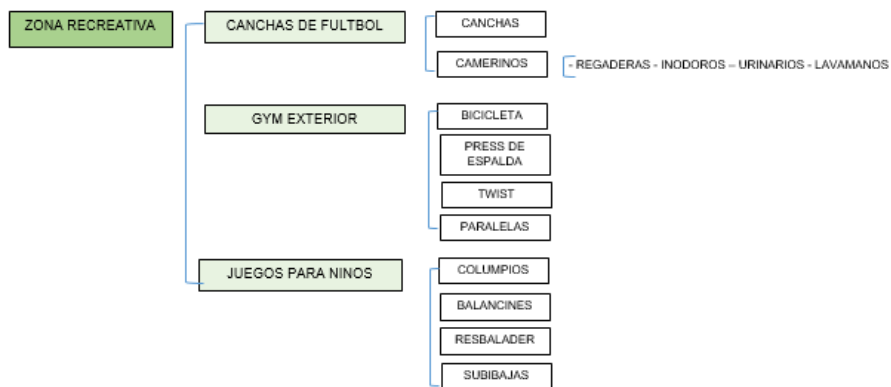 ZONA RECREATIVA
CANCHAS DE FULTBOL
CANCHAS
CAMERINOS
- REGADERAS - INODOROS – URINARIOS - LAVAMANOS
GYM EXTERIOR
BICICLETA
PRESS DE
ESPALDA
TWIST
PARALELAS
JUEGOS PARA NINOS
COLUMPIOS
BALANCINES
RESBALADER
SUBIBAJAS